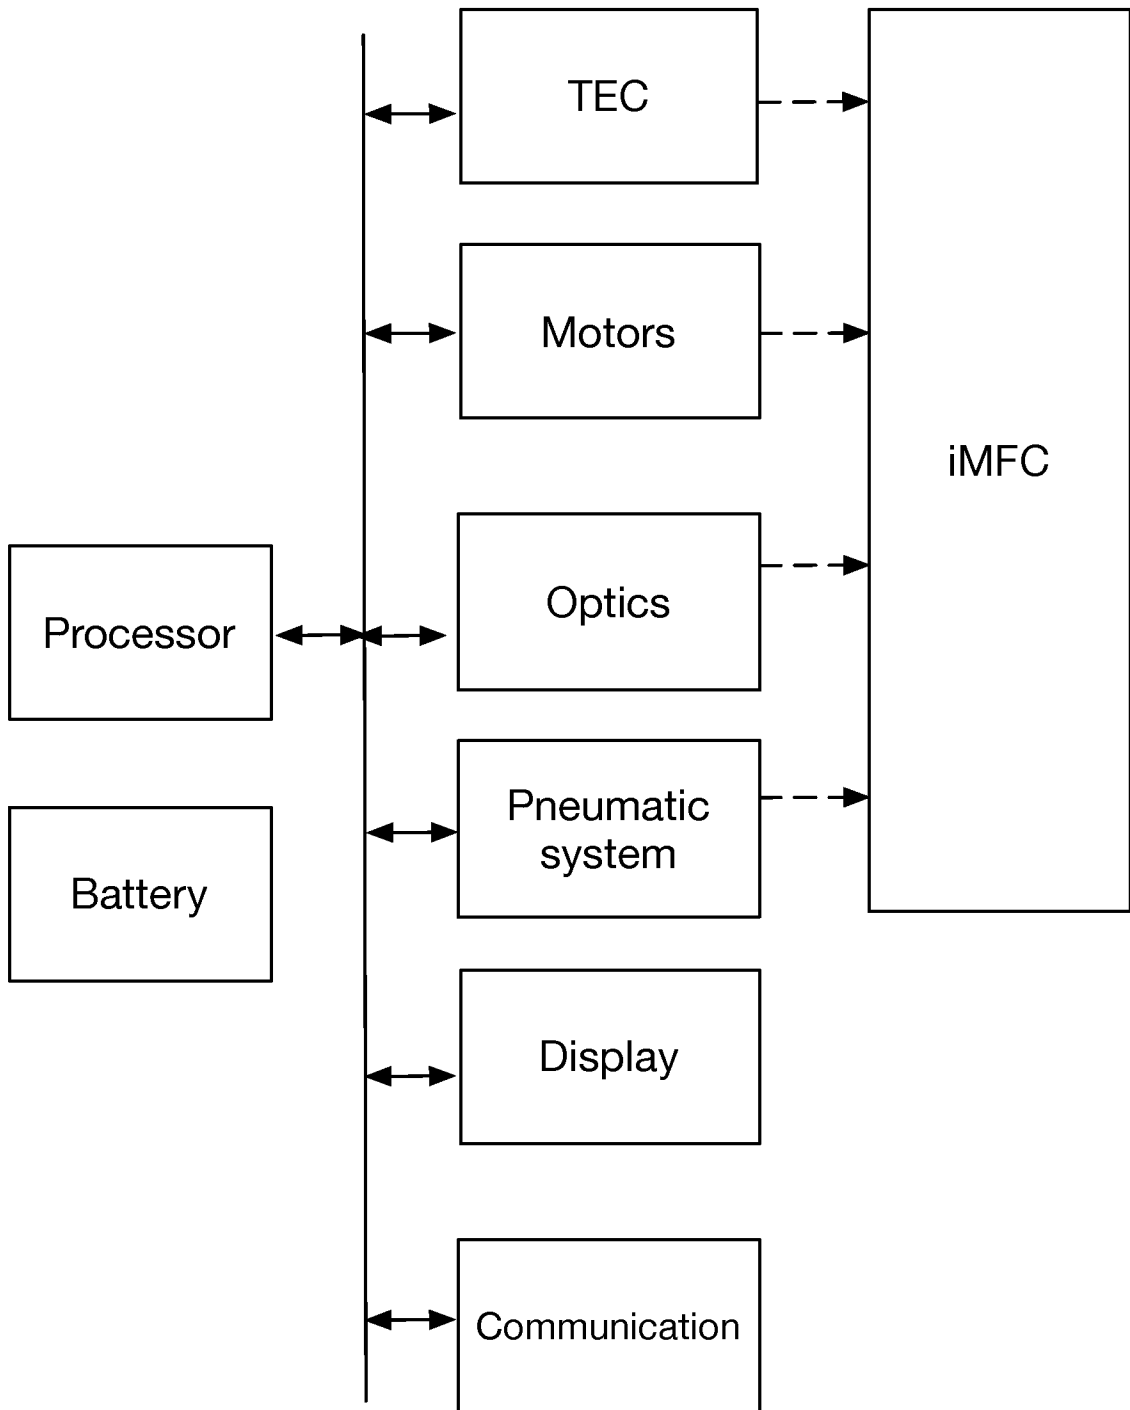 TEC
Motors
iMFC
Optics
Processor
Pneumatic
system
Battery
Display
Communication